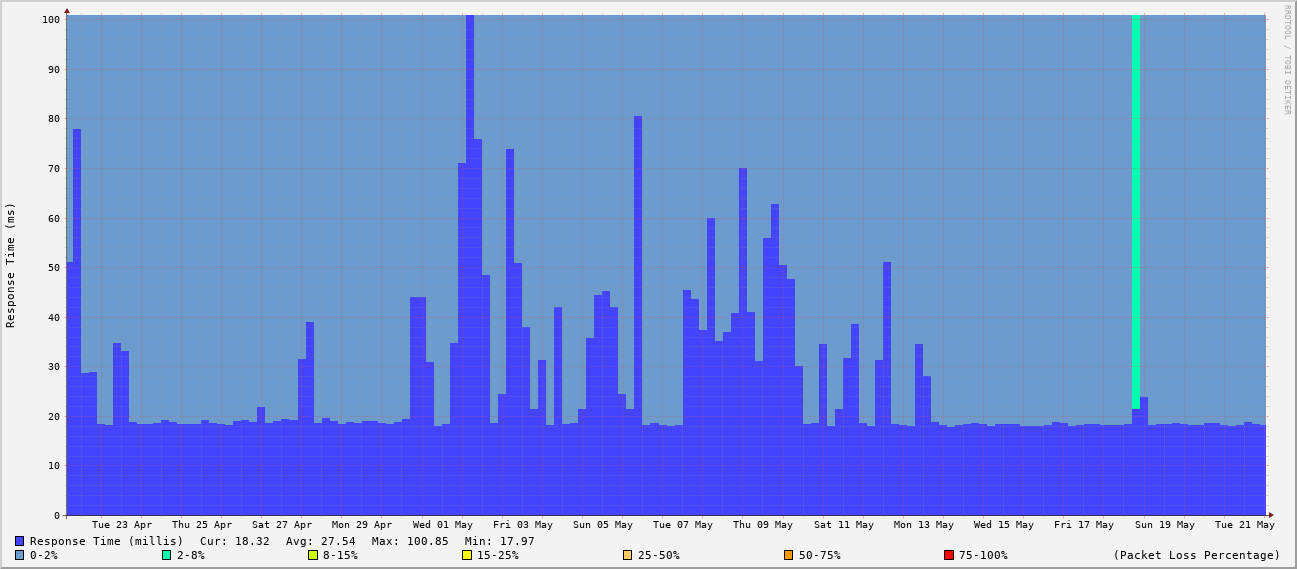 100
90
80
70
60
50
40
30
20
10
0
Response Time (ms)
RRDTOOL / TOBI OETIKER
Tue 23 Apr Thu 25 Apr Sat 27 Apr Mon 29 Apr Wed 01 May Fri 03 May Sun 05 May Tue 07 May Thu 09 May Sat 11 May Mon 13 May Wed 15 May Fri 17 May Sun 19 May Tue 21 May
Response Time (millis) Cur: 18.32 Avg: 27.54 Max: 100.85 Min: 17.97
0-2% 2-8% 8-15% 15-25% 25-50% 50-75% 75-100% (Packet Loss Percentage)